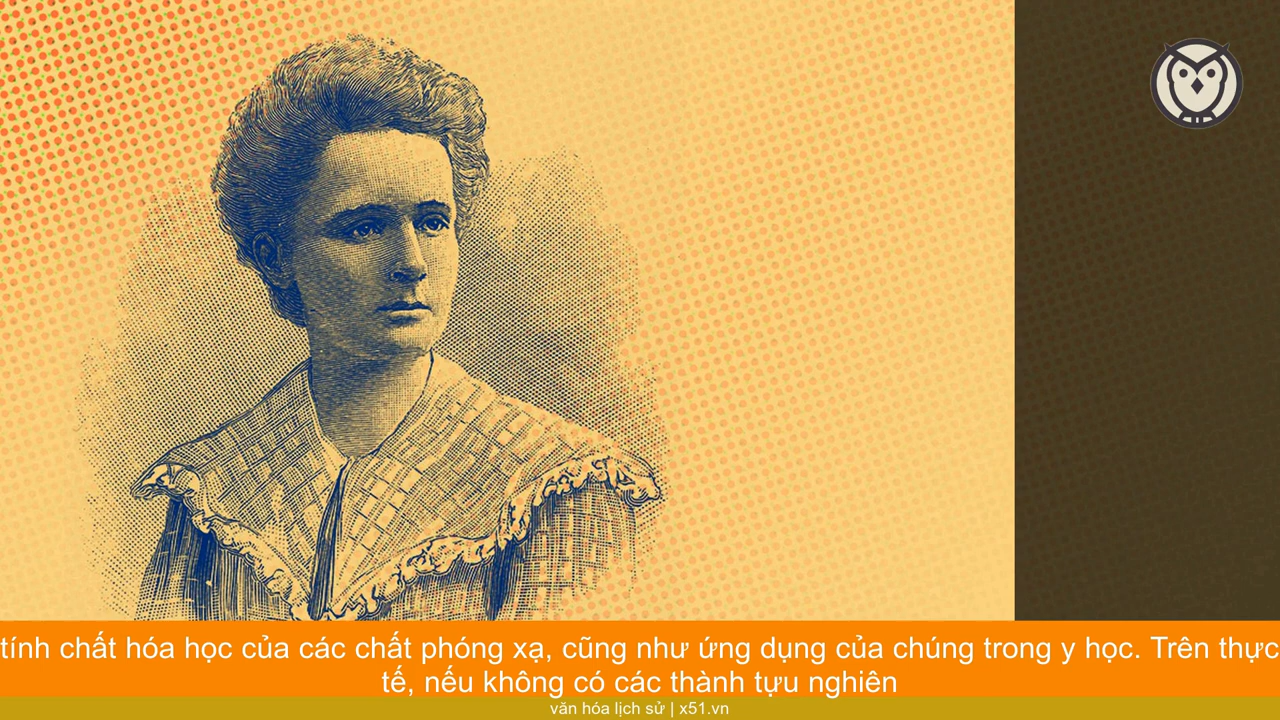 tính chất hóa học của các chất phóng xạ, cũng như ứng dụng của chúng trong y học. Trên thực
tế, nếu không có các thành tựu nghiên
văn hóa lịch sử | x51.vn